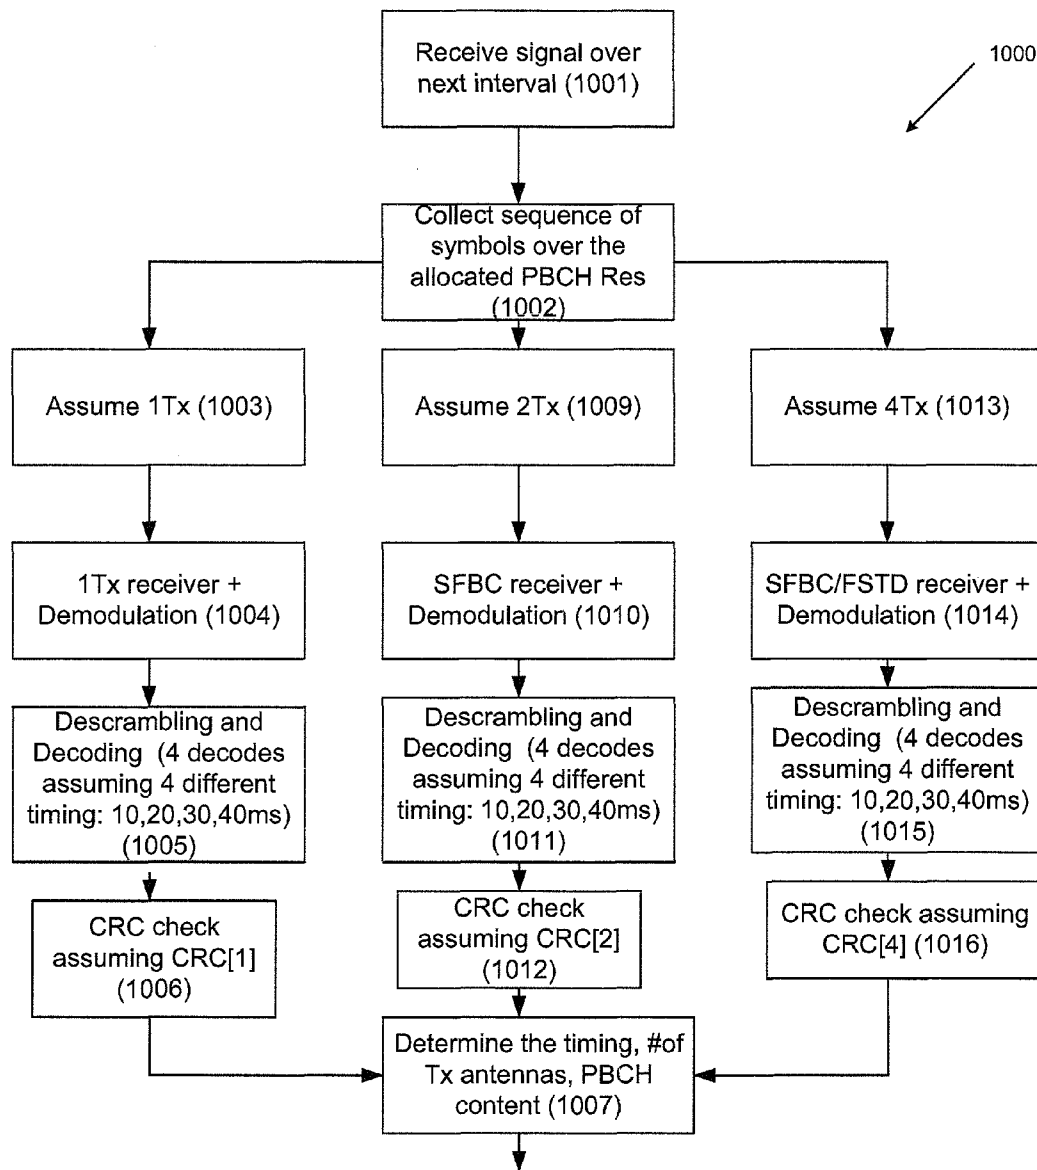 Receive signal over
next interval (1001)
1000
Collect sequence of
symbols over the
allocated PBCH Res
(1002)
Assume 1Tx (1003)
Assume 2Tx (1009)
Assume 4Tx (1013)
1Tx receiver +
Demodulation (1004)
SFBC receiver +
Demodulation (1010)
SFBC/FSTD receiver +
Demodulation (1014)
Descrambling and
Decoding (4 decodes
assuming 4 different
timing: 10,20,30,40ms)
(1005)
Descrambling and
Decoding (4 decodes
assuming 4 different
timing: 10,20,30,40ms)
(1011)
Descrambling and
Decoding (4 decodes
assuming 4 different
timing: 10,20,30,40ms)
(1015)
CRC check
assuming CRC[1]
(1006)
CRC check
assuming CRC[2]
(1012)
CRC check assuming
CRC[4] (1016)
Determine the timing, #of
Tx antennas, PBCH
content (1007)